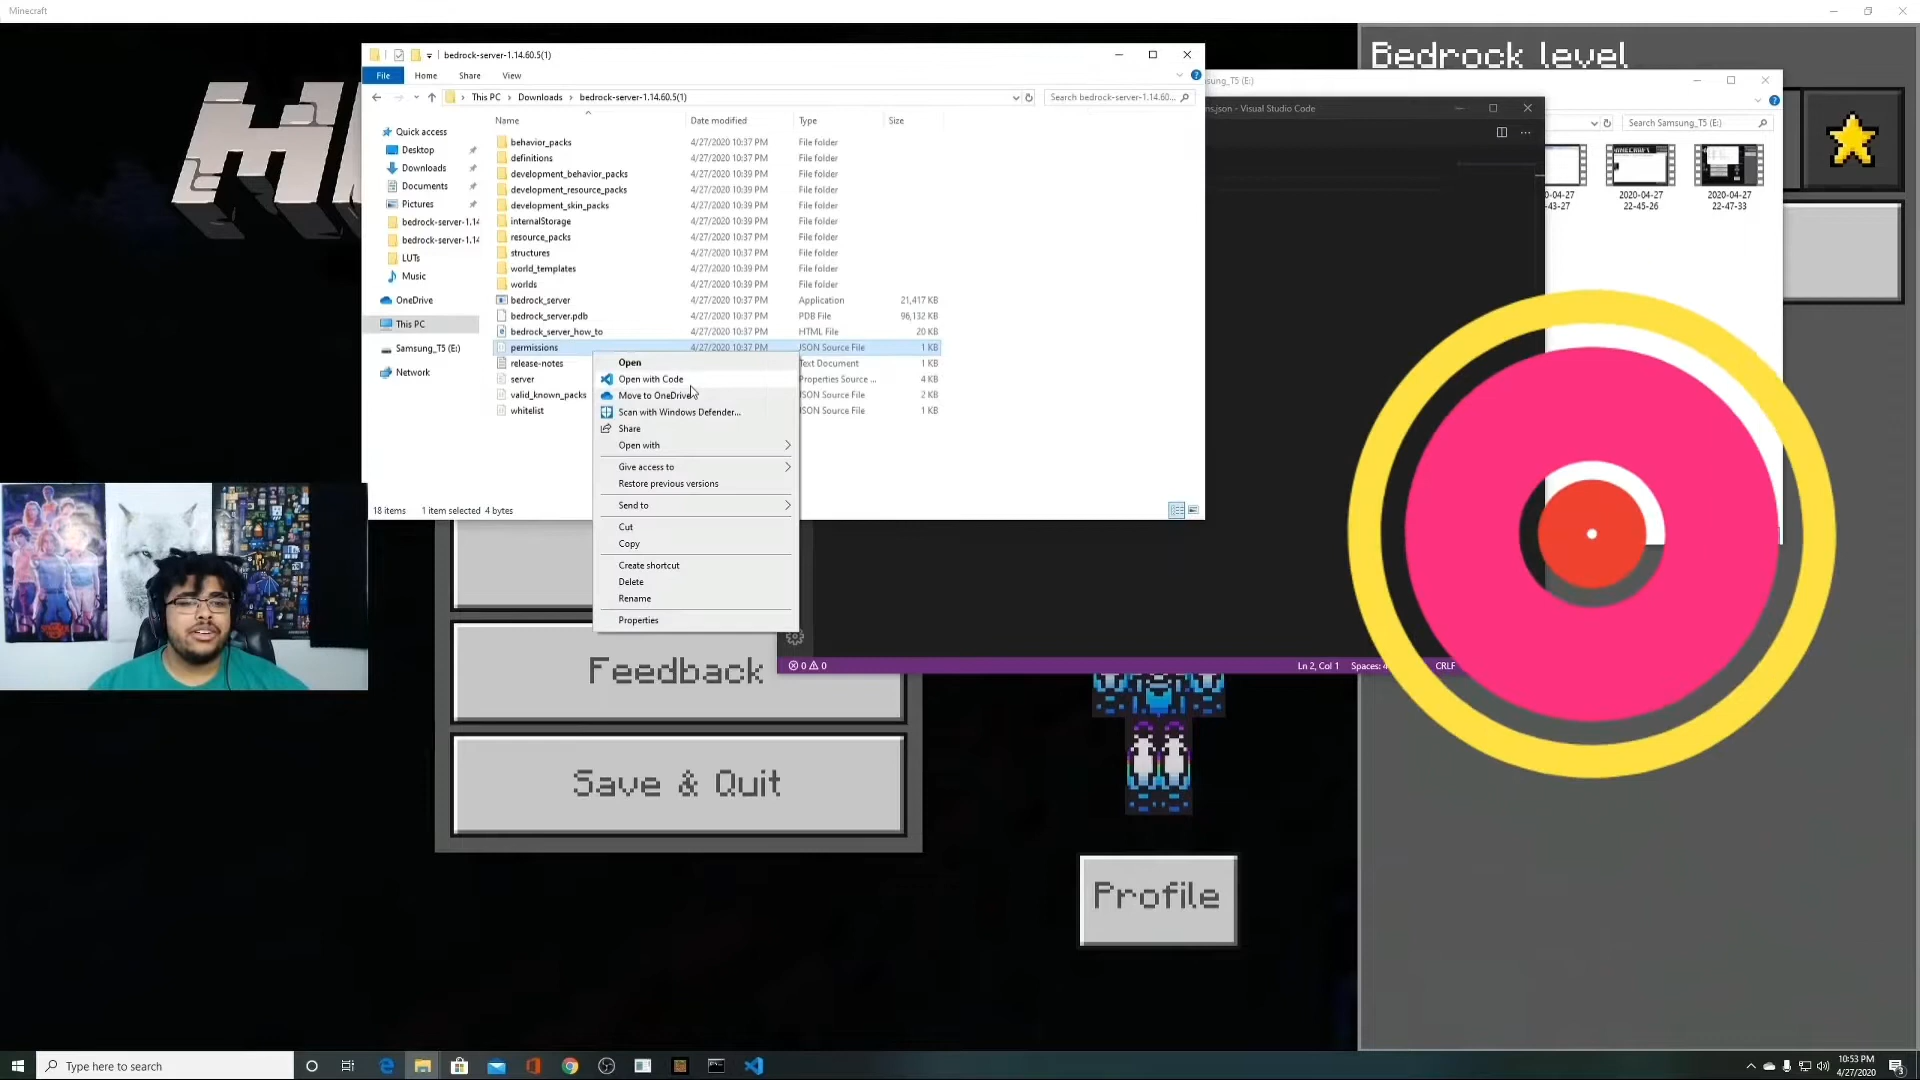 Minecraft
Bedrock level
bedrock-server-1.14.60.5(1)
File Home Share View
This PC > Downloads > bedrock-server-1.14.60.5(1)
Search bedrock-server-1.14.60...
Name Date modified Type Size
Quick access
Desktop
Downloads
Documents
Pictures
bedrock-server-1.14
bedrock-server-1.14
LUTs
Music
OneDrive
This PC
Samsung_T5 (E:)
Network
behavior_packs 4/27/2020 10:37 PM File folder
definitions 4/27/2020 10:37 PM File folder
development_behavior_packs 4/27/2020 10:39 PM File folder
development_resource_packs 4/27/2020 10:39 PM File folder
development_skin_packs 4/27/2020 10:39 PM File folder
internalStorage 4/27/2020 10:37 PM File folder
resource_packs 4/27/2020 10:37 PM File folder
structures 4/27/2020 10:37 PM File folder
world_templates 4/27/2020 10:39 PM File folder
worlds 4/27/2020 10:39 PM File folder
bedrock_server 4/27/2020 10:37 PM Application 21,417 KB
bedrock_server.pdb 4/27/2020 10:37 PM PDB File 96,132 KB
bedrock_server_how_to 4/27/2020 10:37 PM HTML File 20 KB
permissions 4/27/2020 10:37 PM JSON Source File 1 KB
release-notes Text Document 1 KB
server Properties Source ... 4 KB
valid_known_packs JSON Source File 2 KB
whitelist JSON Source File 1 KB
Open
Open with Code
Move to OneDrive
Scan with Windows Defender...
Share
Open with
Give access to
Restore previous versions
Send to
Cut
Copy
Create shortcut
Delete
Rename
Properties
18 items 1 item selected 4 bytes
sung_T5 (E:)
ns.json - Visual Studio Code
Search Samsung_T5 (E:)
0-04-27
43-27
2020-04-27
22-45-26
2020-04-27
22-47-33
0 0
Ln 2, Col 1 Spaces: 4 CRLF
Feedback
Save & Quit
Profile
Type here to search
10:53 PM
4/27/2020
3